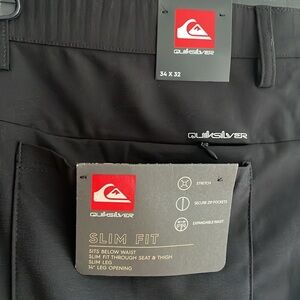 QUIKSILVER
34 X 32
QUIKSILVER
QUIKSILVER
STRETCH
SECURE ZIP POCKETS
EXPANDABLE WAIST
SLIM FIT
SITS BELOW WAIST
SLIM FIT THROUGH SEAT & THIGH
SLIM LEG
14" LEG OPENING